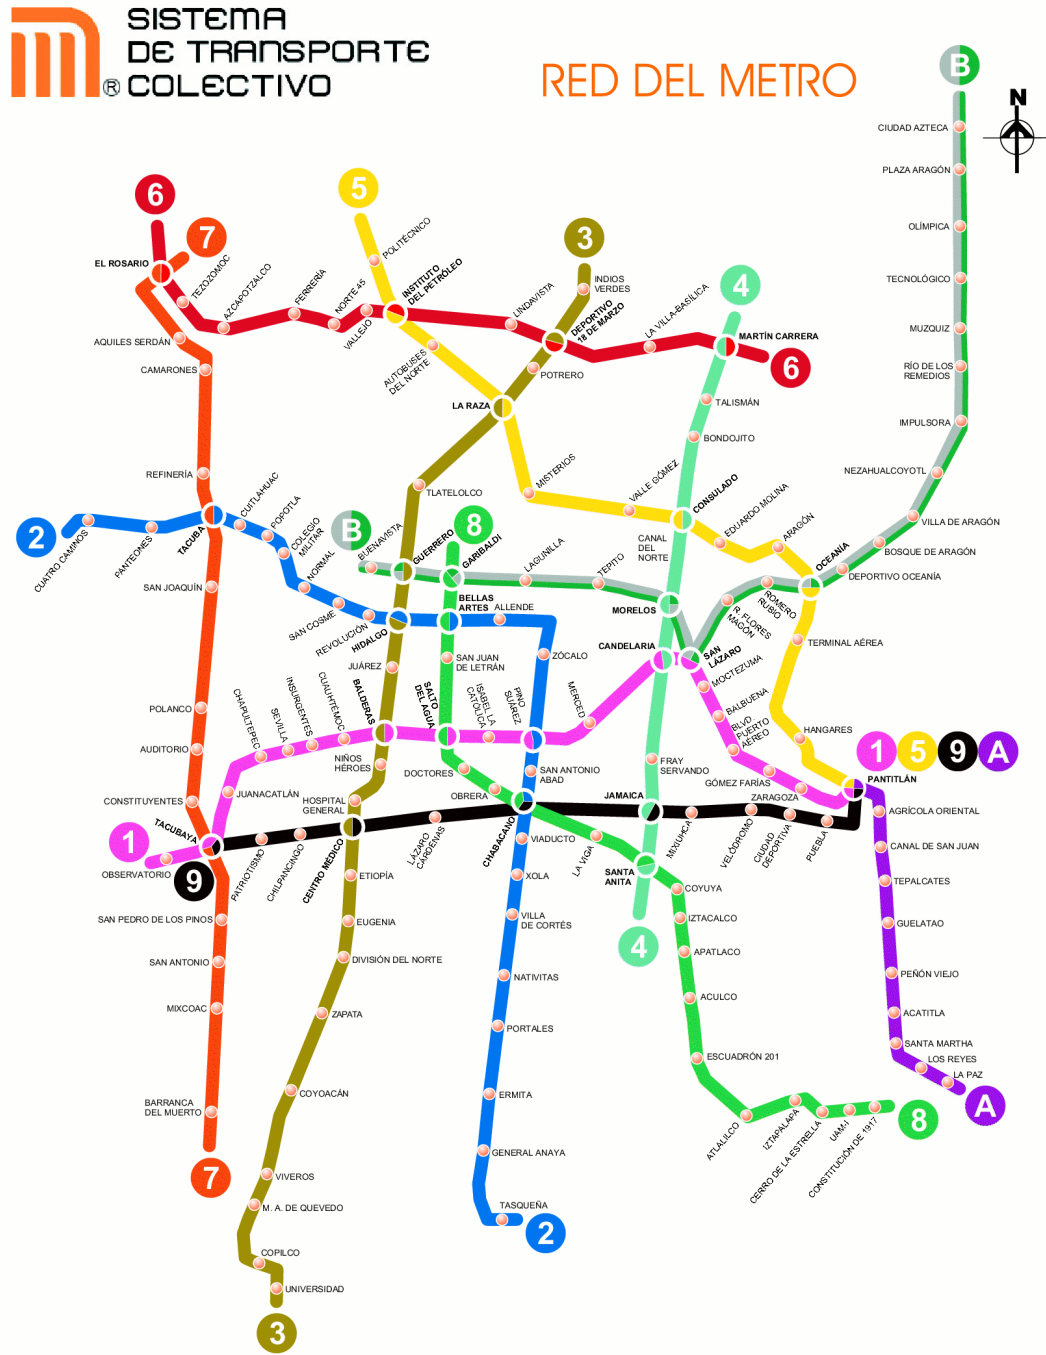 SISTEMA
DE TRANSPORTE
COLECTIVO
®
RED DEL METRO
B
N
CIUDAD AZTECA
PLAZA ARAGÓN
OLÍMPICA
TECNOLÓGICO
MUZQUIZ
RÍO DE LOS
REMEDIOS
IMPULSORA
NEZAHUALCOYOTL
VILLA DE ARAGÓN
BOSQUE DE ARAGÓN
DEPORTIVO OCEANÍA
OCEANÍA
ROMERO
RUBIO
R. FLORES
MAGÓN
SAN
LÁZARO
MORELOS
TEPITO
LAGUNILLA
GARIBALDI
GUERRERO
BUENAVISTA
B
6
7
EL ROSARIO
TEZOZOMOC
AZCAPOTZALCO
FERRERÍA
NORTE 45
VALLEJO
INSTITUTO
DEL PETRÓLEO
LINDAVISTA
DEPORTIVO
18 DE MARZO
LA VILLA-BASÍLICA
MARTÍN CARRERA
6
5
POLITÉCNICO
AUTOBUSES
DEL NORTE
LA RAZA
MISTERIOS
VALLE GÓMEZ
CONSULADO
EDUARDO MOLINA
ARAGÓN
TERMINAL AÉREA
HANGARES
1
5
9
A
PANTITLÁN
3
INDIOS
VERDES
POTRERO
TLATELOLCO
HIDALGO
JUÁREZ
BALDERAS
NIÑOS
HÉROES
HOSPITAL
GENERAL
CENTRO MÉDICO
ETIOPÍA
EUGENIA
DIVISIÓN DEL NORTE
ZAPATA
COYOACÁN
VIVEROS
M. A. DE QUEVEDO
COPILCO
UNIVERSIDAD
3
4
TALISMÁN
BONDOJITO
CANAL
DEL
NORTE
CANDELARIA
FRAY
SERVANDO
JAMAICA
SANTA
ANITA
4
AQUILES SERDÁN
CAMARONES
REFINERÍA
TACUBA
SAN JOAQUÍN
POLANCO
AUDITORIO
CONSTITUYENTES
TACUBAYA
SAN PEDRO DE LOS PINOS
SAN ANTONIO
MIXCOAC
BARRANCA
DEL MUERTO
7
2
CUATRO CAMINOS
PANTEONES
CUITLAHUAC
POPOTLA
COLEGIO
MILITAR
NORMAL
SAN COSME
REVOLUCIÓN
BELLAS
ARTES
ALLENDE
ZÓCALO
PINO
SUÁREZ
SAN ANTONIO
ABAD
CHABACANO
VIADUCTO
XOLA
VILLA
DE CORTÉS
NATIVITAS
PORTALES
ERMITA
GENERAL ANAYA
TASQUEÑA
2
8
SAN JUAN
DE LETRÁN
SALTO
DEL AGUA
DOCTORES
OBRERA
LA VIGA
COYUYA
IZTACALCO
APATLACO
ACULCO
ESCUADRÓN 201
ATLALILCO
IZTAPALAPA
CERRO DE LA ESTRELLA
UAM-I
CONSTITUCIÓN DE 1917
8
1
OBSERVATORIO
JUANACATLÁN
CHAPULTEPEC
SEVILLA
INSURGENTES
CUAUHTÉMOC
ISABEL LA
CATÓLICA
MERCED
MOCTEZUMA
BALBUENA
BLVD.
PUERTO
AÉREO
GÓMEZ FARÍAS
ZARAGOZA
9
PATRIOTISMO
CHILPANCINGO
LÁZARO
CÁRDENAS
MIXIUHCA
VELÓDROMO
CIUDAD
DEPORTIVA
PUEBLA
AGRÍCOLA ORIENTAL
CANAL DE SAN JUAN
TEPALCATES
GUELATAO
PEÑÓN VIEJO
ACATITLA
SANTA MARTHA
LOS REYES
LA PAZ
A